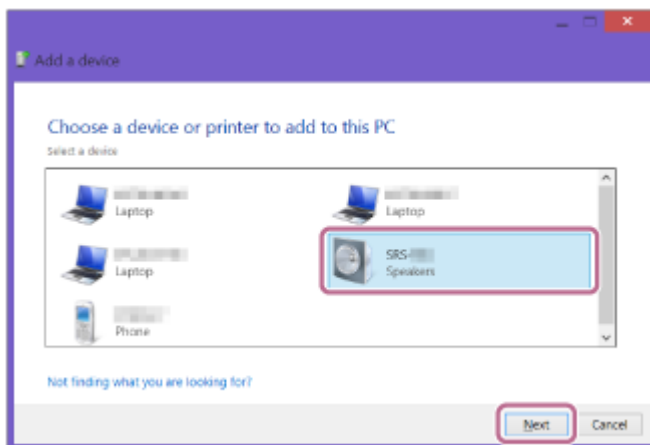 Add a device
Choose a device or printer to add to this PC
Select a device
Laptop
Laptop
Laptop
SRS-
Speakers
Phone
Not finding what you are looking for?
Next
Cancel